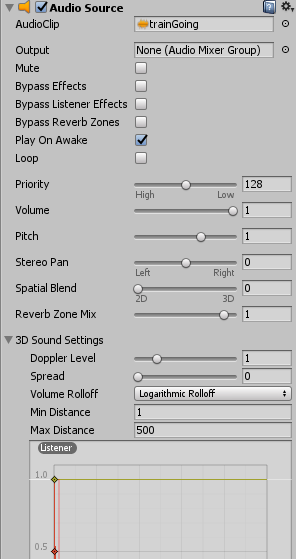 Audio Source
AudioClip trainGoing
Output None (Audio Mixer Group)
Mute
Bypass Effects
Bypass Listener Effects
Bypass Reverb Zones
Play On Awake
Loop
Priority 128
High Low
Volume 1
Pitch 1
Stereo Pan 0
Left Right
Spatial Blend 0
2D 3D
Reverb Zone Mix 1
3D Sound Settings
Doppler Level 1
Spread 0
Volume Rolloff Logarithmic Rolloff
Min Distance 1
Max Distance 500
Listener
1.0
0.5